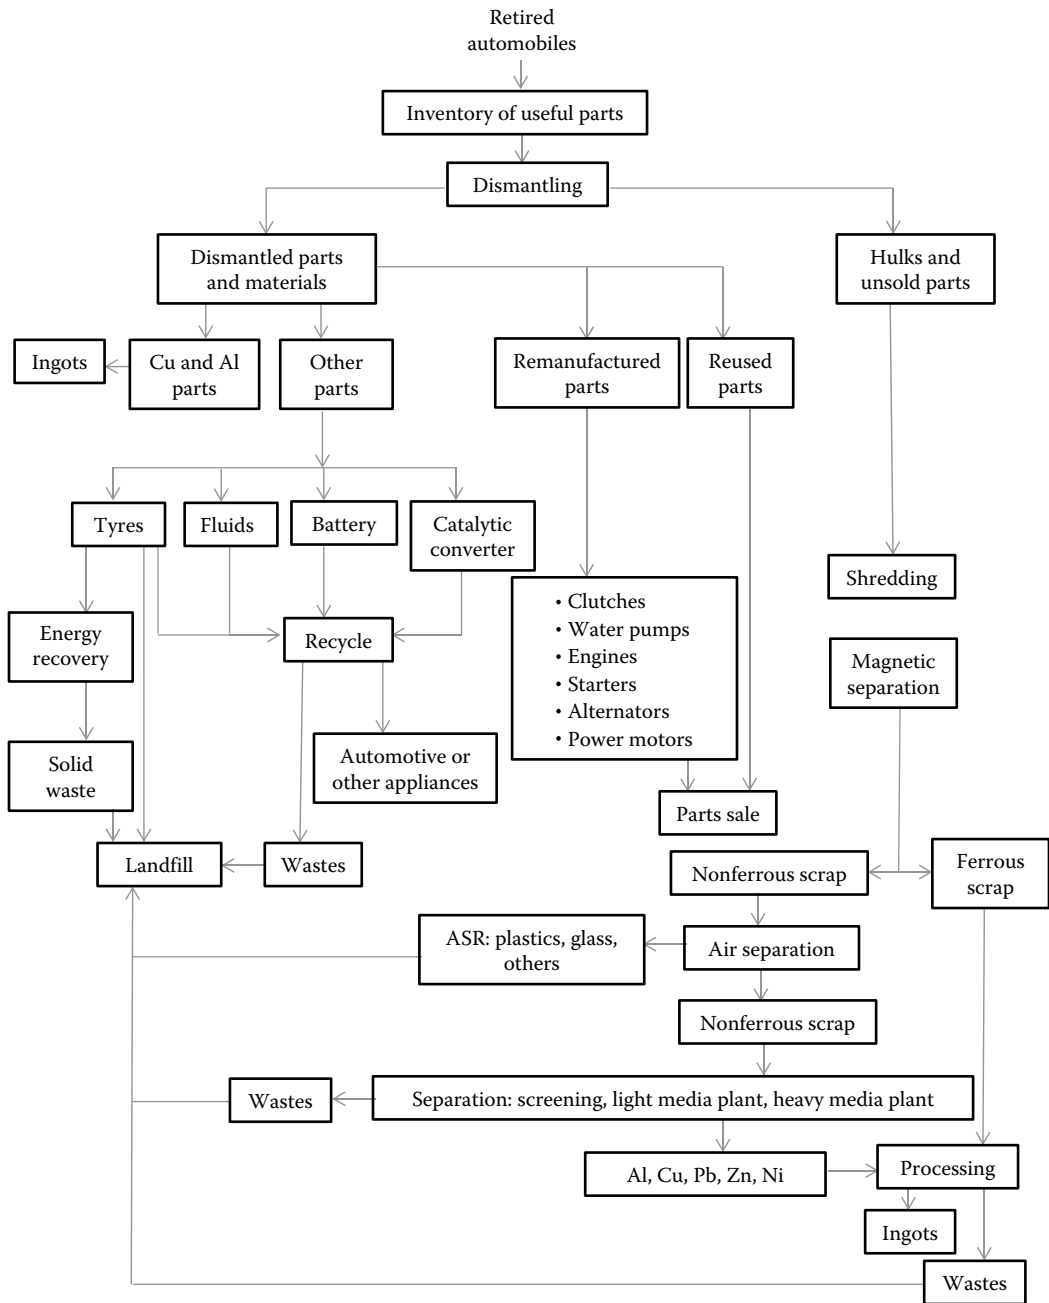 Retired
automobiles
Inventory of useful parts
Dismantling
Dismantled parts
and materials
Hulks and
unsold parts
Ingots
Cu and Al
parts
Other
parts
Remanufactured
parts
Reused
parts
Tyres
Fluids
Battery
Catalytic
converter
Shredding
• Clutches
• Water pumps
• Engines
• Starters
• Alternators
• Power motors
Energy
recovery
Recycle
Magnetic
separation
Solid
waste
Automotive or
other appliances
Parts sale
Landfill
Wastes
Nonferrous scrap
Ferrous
scrap
ASR: plastics, glass,
others
Air separation
Nonferrous scrap
Wastes
Separation: screening, light media plant, heavy media plant
Al, Cu, Pb, Zn, Ni
Processing
Ingots
Wastes